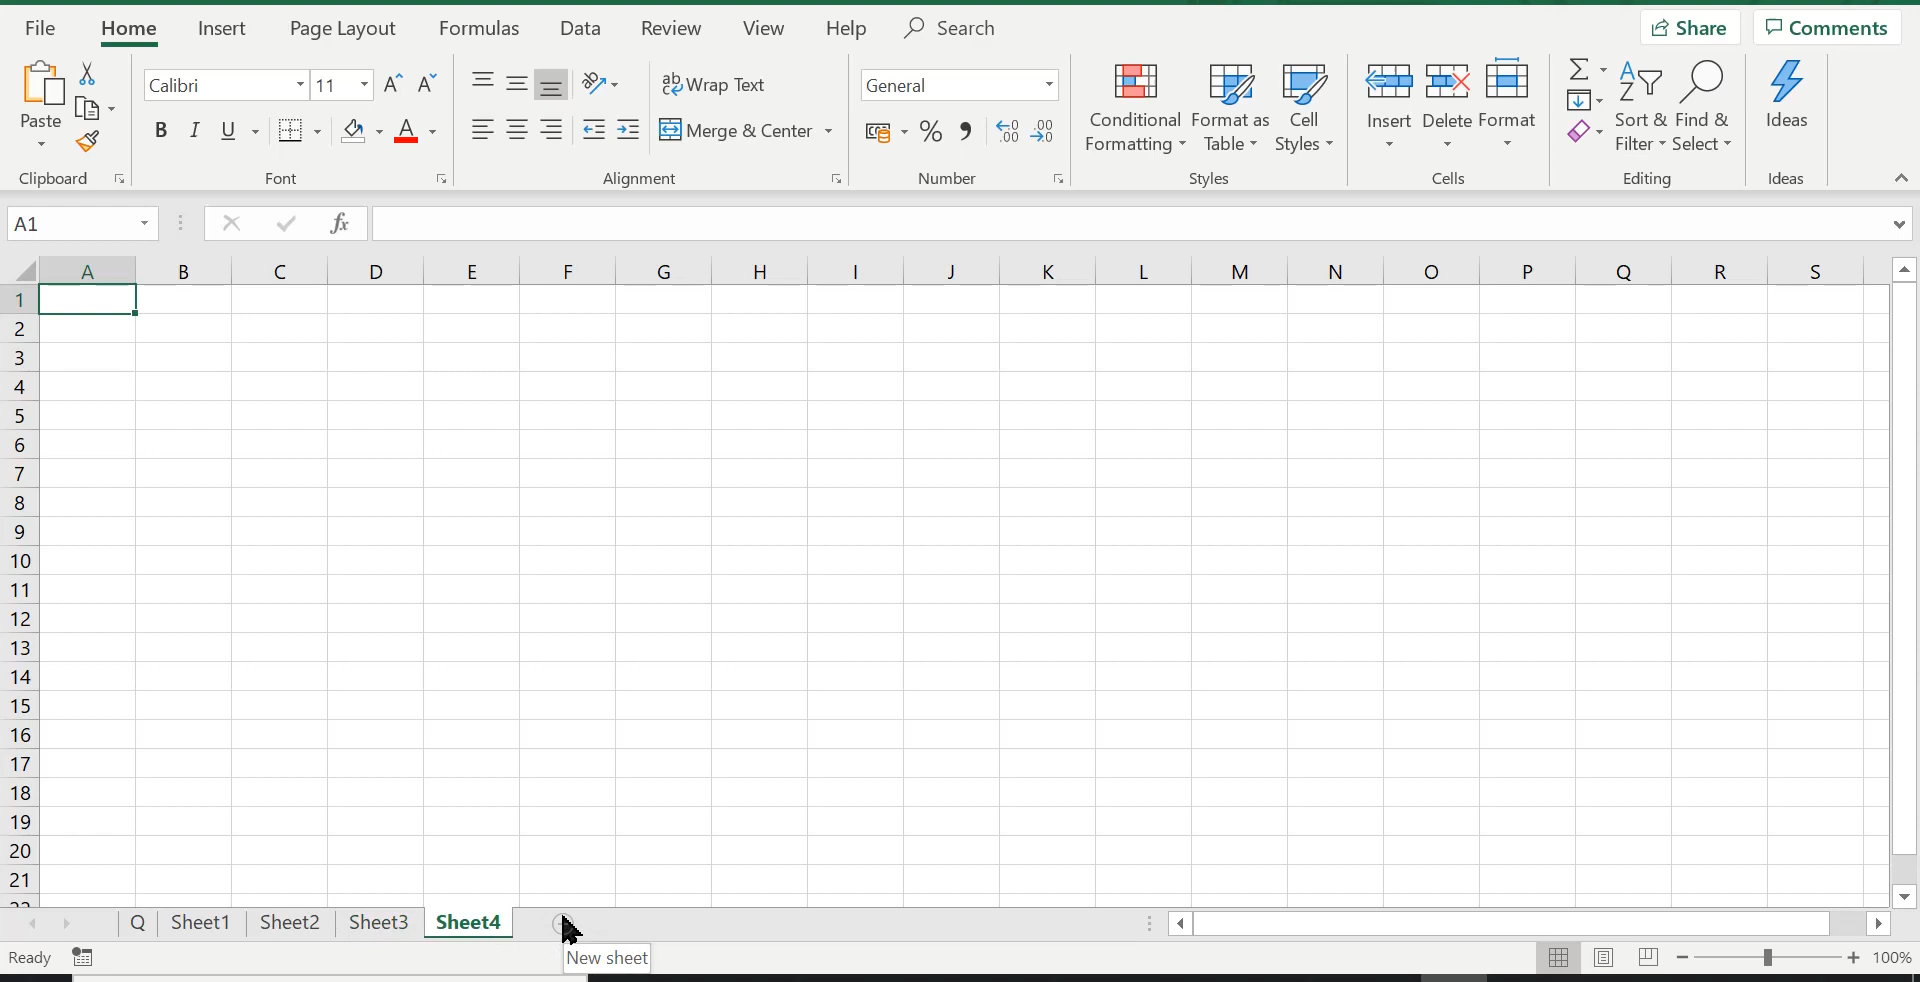 File Home Insert Page Layout Formulas Data Review View Help Search Share Comments
Paste Calibri 11 Wrap Text General Conditional Formatting Format as Table Cell Styles Insert Delete Format Sort & Filter Find & Select Ideas
B I U A Merge & Center % .00
Clipboard Font Alignment Number Styles Cells Editing Ideas
A1 fx
A B C D E F G H I J K L M N O P Q R S
1
2
3
4
5
6
7
8
9
10
11
12
13
14
15
16
17
18
19
20
21
Q Sheet1 Sheet2 Sheet3 Sheet4
Ready New sheet 100%